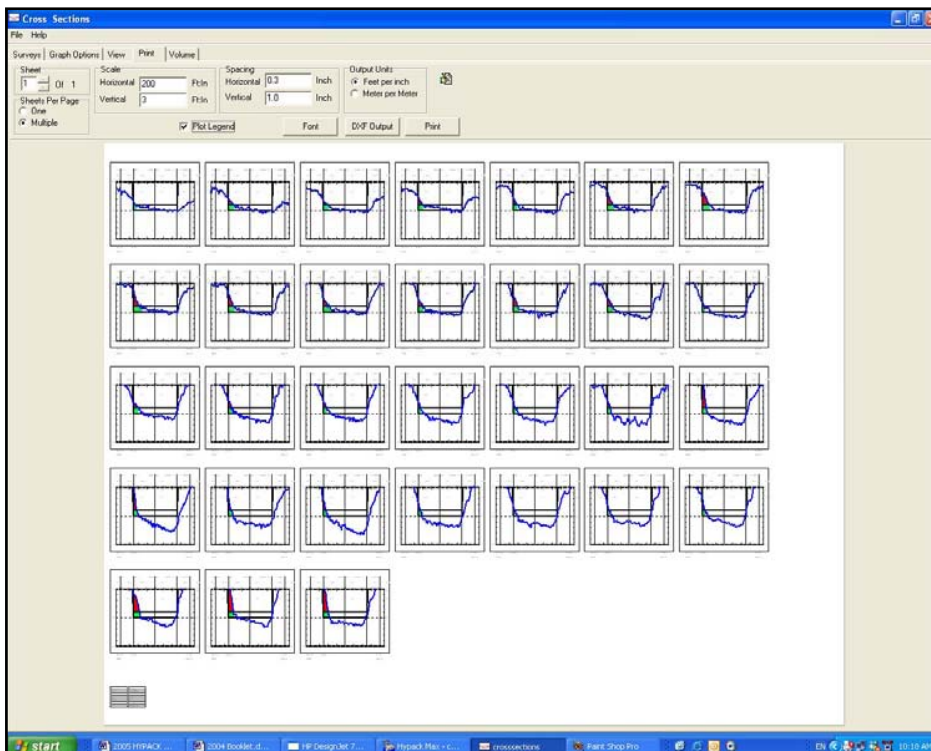 Cross Sections
File Help
Surveys Graph Options View Print Volume
Sheet
1 Of 1
Sheets Per Page
One
Multiple
Scale
Horizontal 200 Ft:In
Vertical 3 Ft:In
Spacing
Horizontal 0.3 Inch
Vertical 1.0 Inch
Output Units
Feet per inch
Meter per Meter
Plot Legend Font DXF Output Print
start 2005 HYPACK ... 2004 Booklet.d... HP DesignJet 7... Hypack Max - c... crosssections Paint Shop Pro EN 10:10 AM